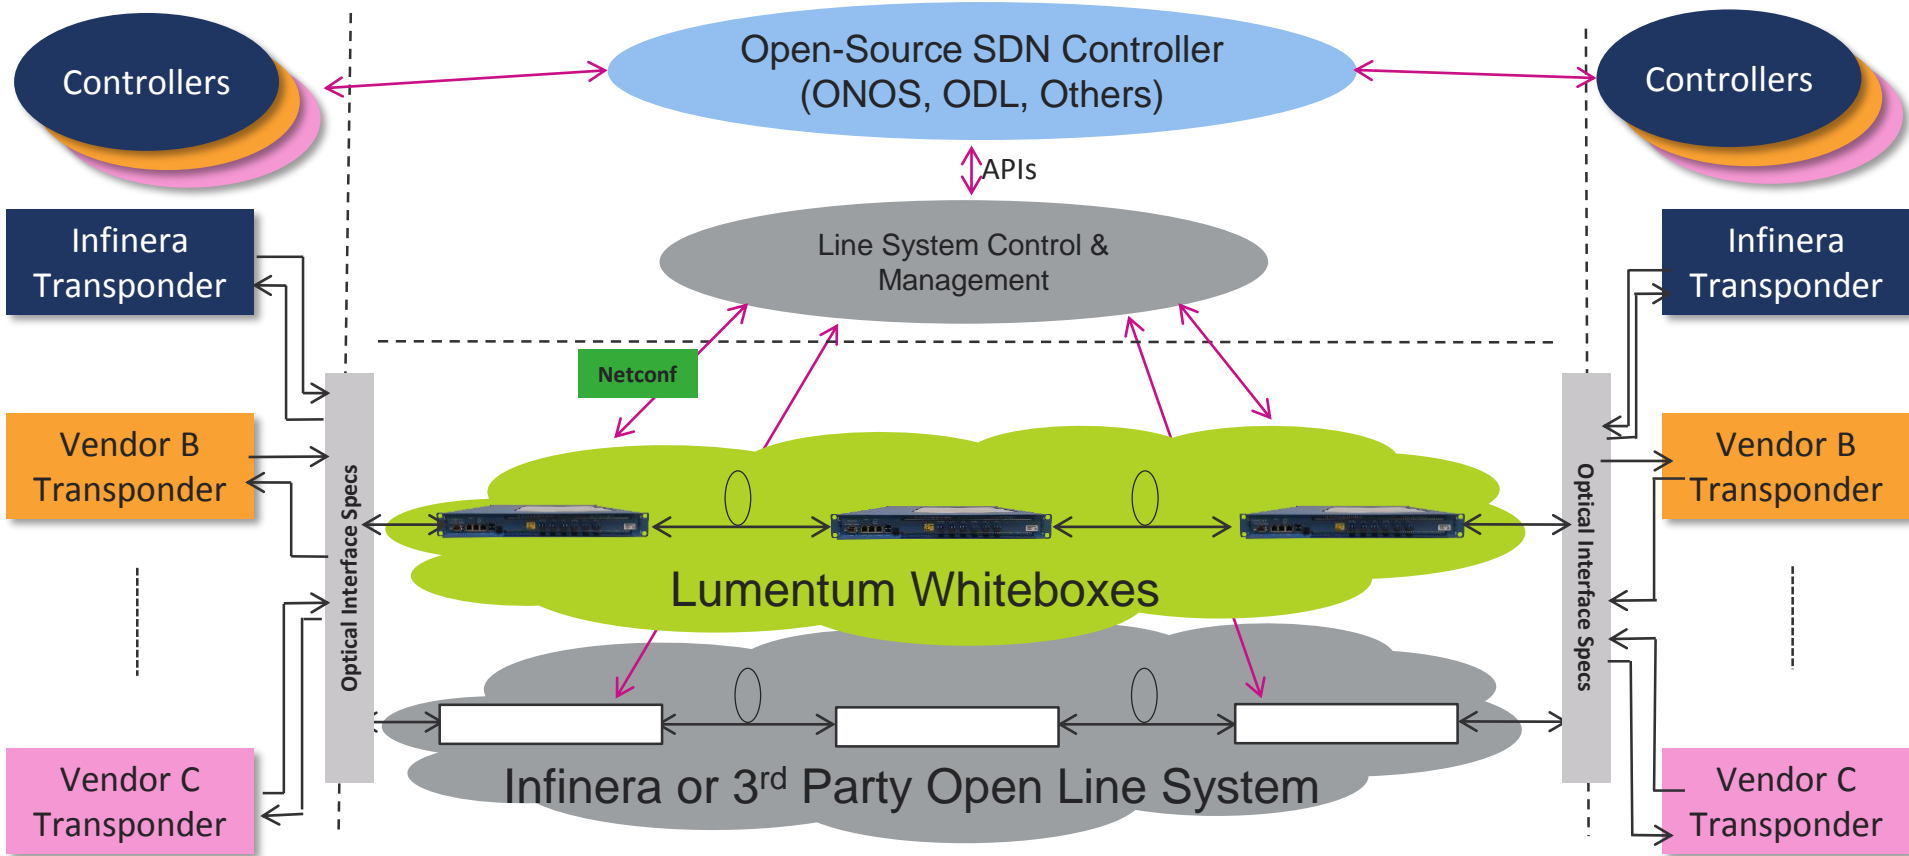 Controllers
Open-Source SDN Controller
(ONOS, ODL, Others)
Controllers
APIs
Infinera
Transponder
Line System Control &
Management
Infinera
Transponder
Netconf
Vendor B
Transponder
Optical Interface Specs
Lumentum Whiteboxes
Optical Interface Specs
Vendor B
Transponder
Infinera or 3rd Party Open Line System
Vendor C
Transponder
Vendor C
Transponder